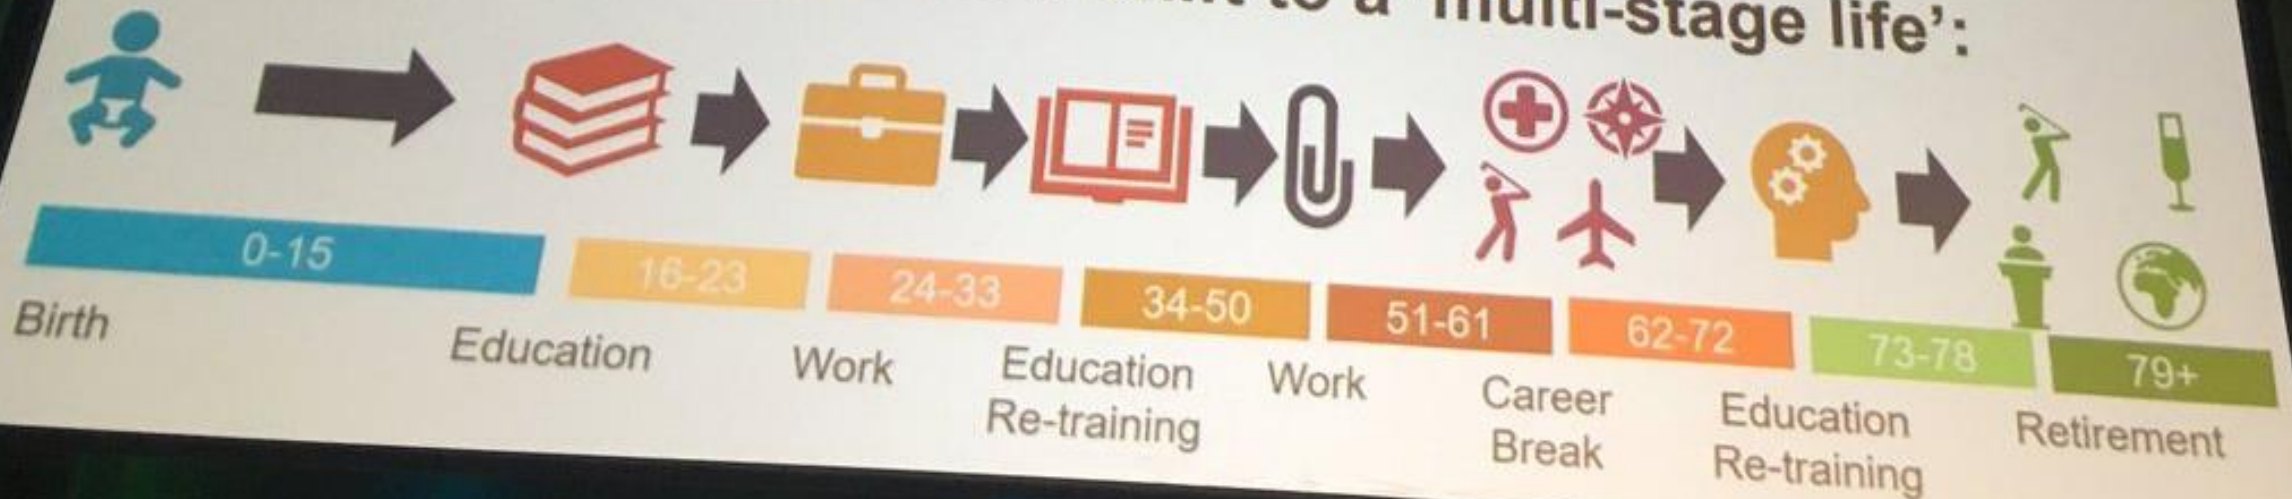 to a 'multi-stage life':
0-15
16-23
24-33
34-50
51-61
62-72
73-78
79+
Birth
Education
Work
Education
Re-training
Work
Career
Break
Education
Re-training
Retirement